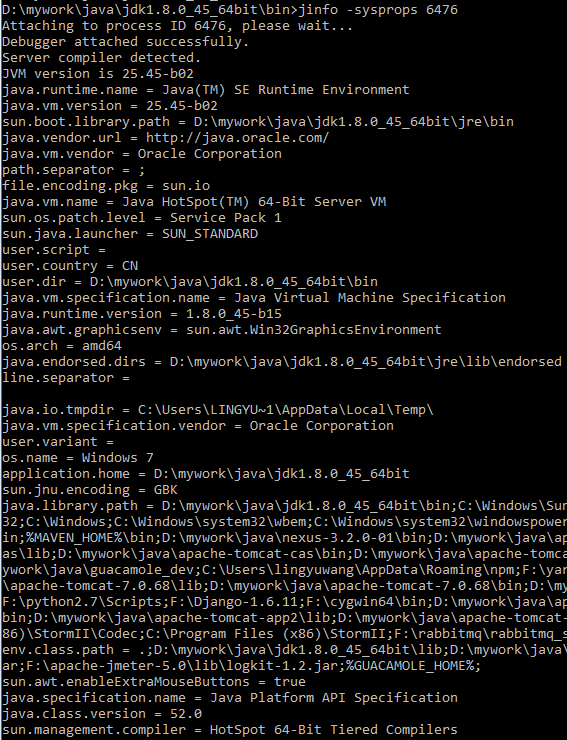 D:\mywork\java\jdk1.8.0_45_64bit\bin>jinfo -sysprops 6476
Attaching to process ID 6476, please wait...
Debugger attached successfully.
Server compiler detected.
JVM version is 25.45-b02
java.runtime.name = Java(TM) SE Runtime Environment
java.vm.version = 25.45-b02
sun.boot.library.path = D:\mywork\java\jdk1.8.0_45_64bit\jre\bin
java.vendor.url = http://java.oracle.com/
java.vm.vendor = Oracle Corporation
path.separator = ;
file.encoding.pkg = sun.io
java.vm.name = Java HotSpot(TM) 64-Bit Server VM
sun.os.patch.level = Service Pack 1
sun.java.launcher = SUN_STANDARD
user.script =
user.country = CN
user.dir = D:\mywork\java\jdk1.8.0_45_64bit\bin
java.vm.specification.name = Java Virtual Machine Specification
java.runtime.version = 1.8.0_45-b15
java.awt.graphicsenv = sun.awt.Win32GraphicsEnvironment
os.arch = amd64
java.endorsed.dirs = D:\mywork\java\jdk1.8.0_45_64bit\jre\lib\endorsed
line.separator =
java.io.tmpdir = C:\Users\LINGYU~1\AppData\Local\Temp\
java.vm.specification.vendor = Oracle Corporation
user.variant =
os.name = Windows 7
application.home = D:\mywork\java\jdk1.8.0_45_64bit
sun.jnu.encoding = GBK
java.library.path = D:\mywork\java\jdk1.8.0_45_64bit\bin;C:\Windows\Sun
32;C:\Windows;C:\Windows\system32\wbem;C:\Windows\system32\windowspower
in;%MAVEN_HOME%\bin;D:\mywork\java\nexus-3.2.0-01\bin;D:\mywork\java\ap
as\lib;D:\mywork\java\apache-tomcat-cas\bin;D:\mywork\java\apache-tomca
ywork\java\guacamole_dev;C:\Users\lingyuwang\AppData\Roaming\npm;F:\yar
\apache-tomcat-7.0.68\lib;D:\mywork\java\apache-tomcat-7.0.68\bin;D:\my
F:\python2.7\Scripts;F:\Django-1.6.11;F:\cygwin64\bin;D:\mywork\java\ap
bin;D:\mywork\java\apache-tomcat-app2\lib;D:\mywork\java\apache-tomcat-
86)\StormII\Codec;C:\Program Files (x86)\StormII;F:\rabbitmq\rabbitmq_s
env.class.path = .;D:\mywork\java\jdk1.8.0_45_64bit\lib;D:\mywork\java\
ar;F:\apache-jmeter-5.0\lib\logkit-1.2.jar;%GUACAMOLE_HOME%;
sun.awt.enableExtraMouseButtons = true
java.specification.name = Java Platform API Specification
java.class.version = 52.0
sun.management.compiler = HotSpot 64-Bit Tiered Compilers